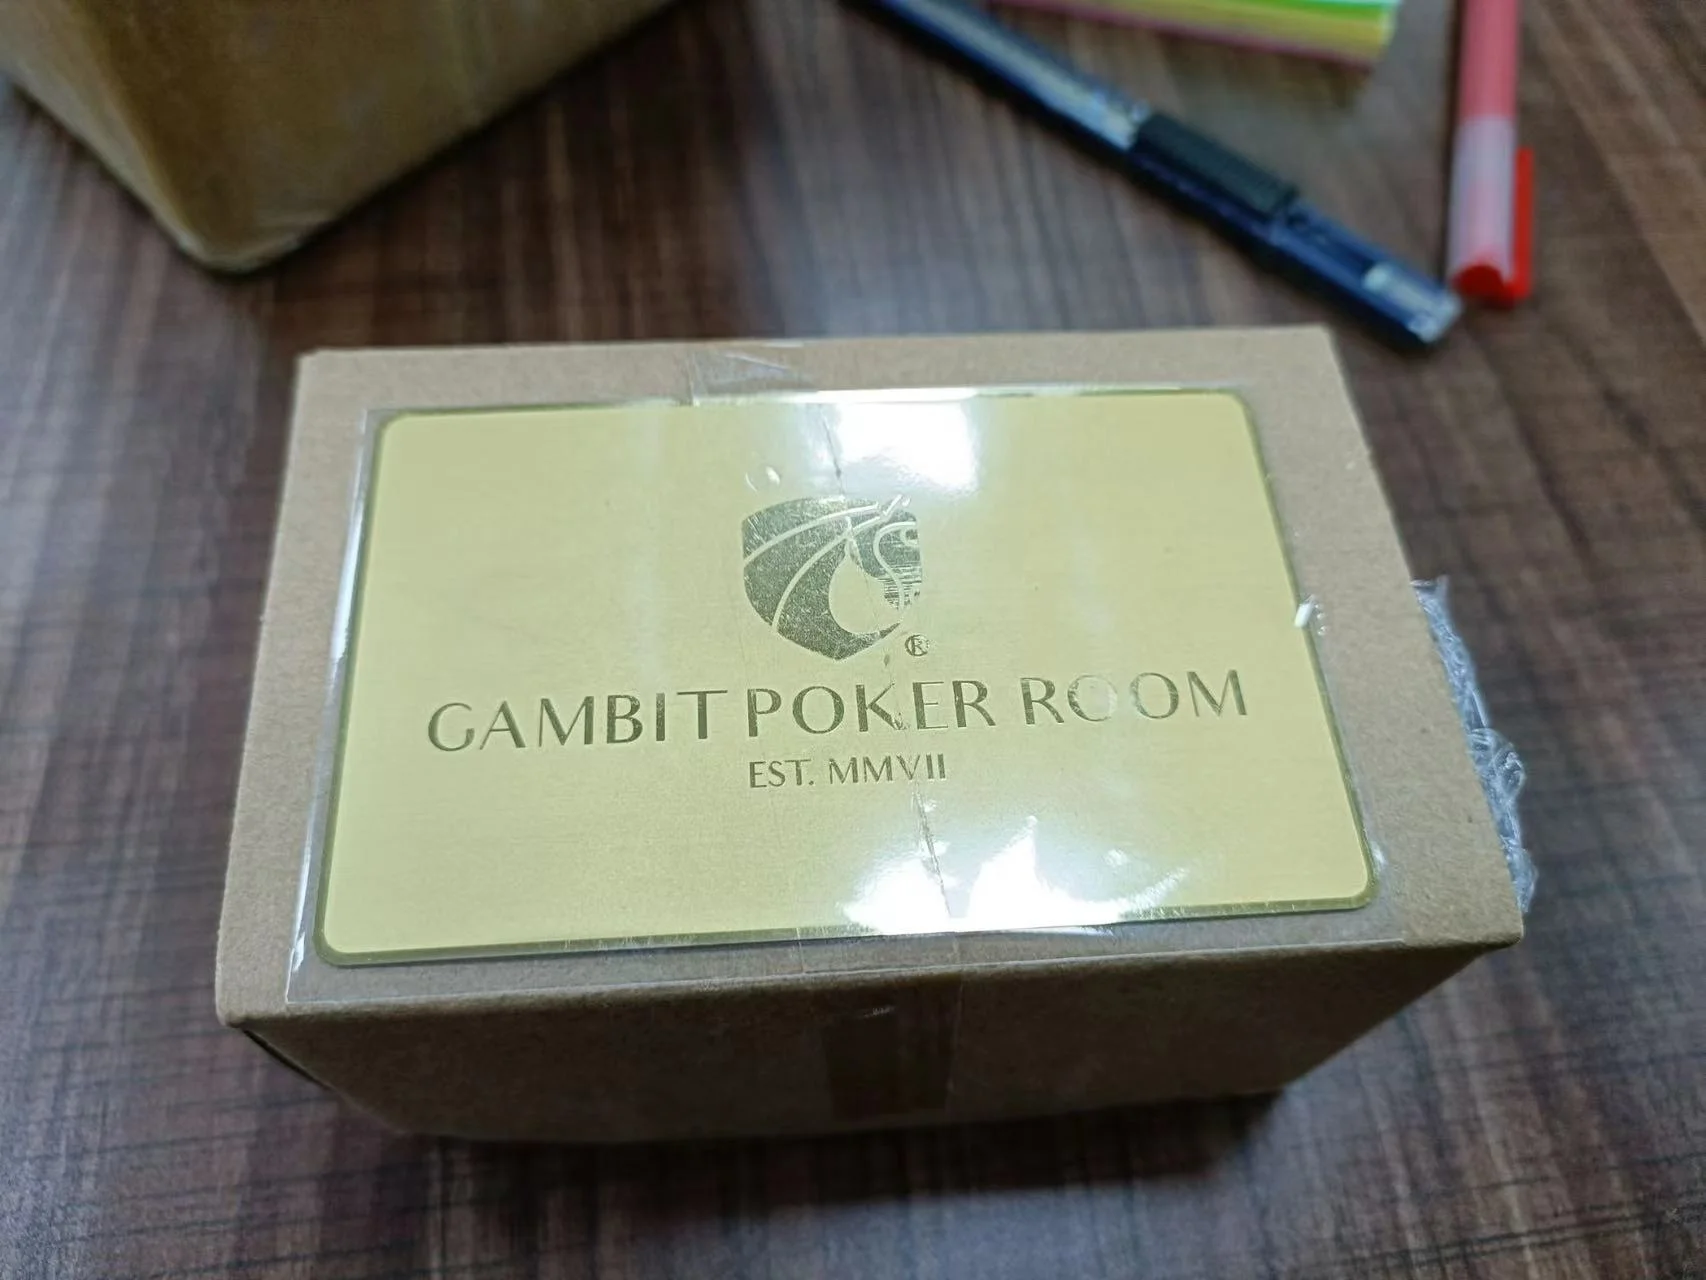 ®
GAMBIT POKER ROOM
EST. MMVII